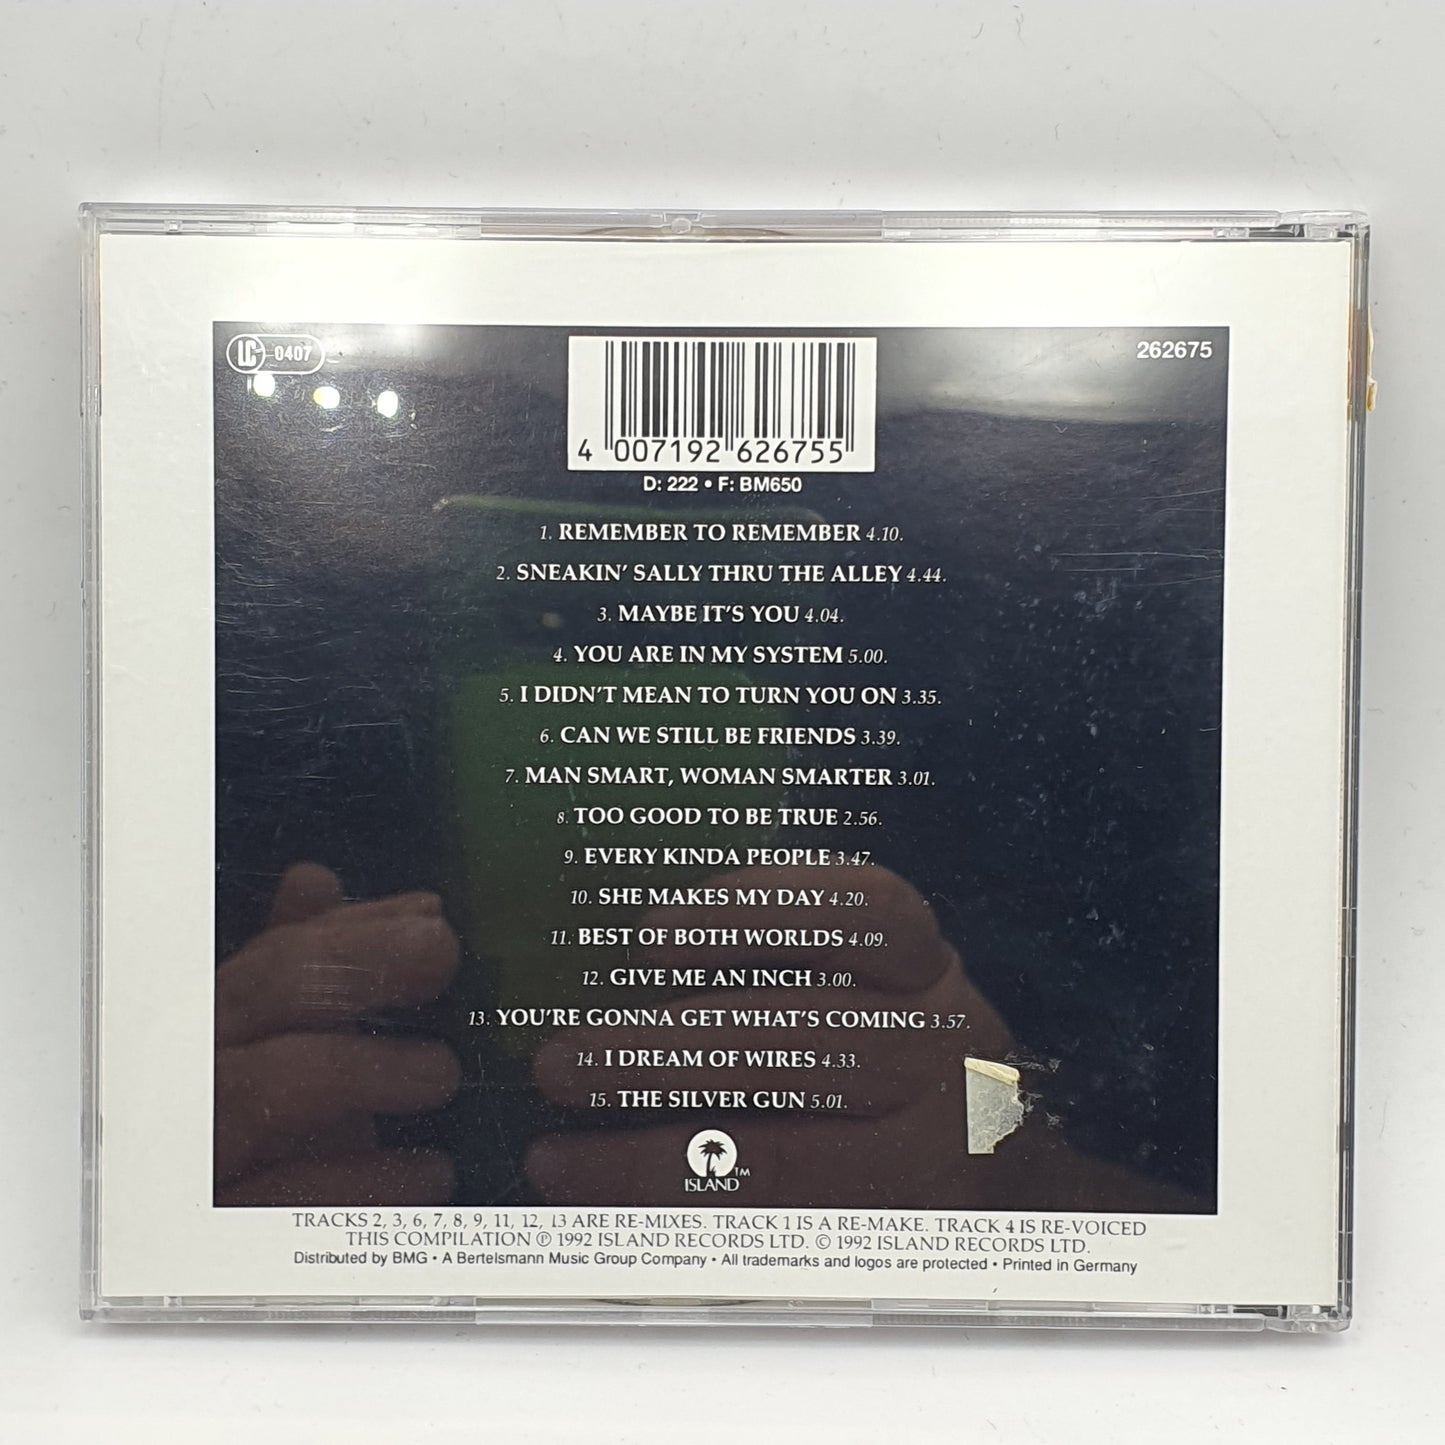 LC 0407
262675
4 007192 626755
D: 222 • F: BM650
1. REMEMBER TO REMEMBER 4.10.
2. SNEAKIN' SALLY THRU THE ALLEY 4.44.
3. MAYBE IT'S YOU 4.04.
4. YOU ARE IN MY SYSTEM 5.00.
5. I DIDN'T MEAN TO TURN YOU ON 3.35.
6. CAN WE STILL BE FRIENDS 3.39.
7. MAN SMART, WOMAN SMARTER 3.01.
8. TOO GOOD TO BE TRUE 2.56.
9. EVERY KINDA PEOPLE 3.47.
10. SHE MAKES MY DAY 4.20.
11. BEST OF BOTH WORLDS 4.09.
12. GIVE ME AN INCH 3.00.
13. YOU'RE GONNA GET WHAT'S COMING 3.57.
14. I DREAM OF WIRES 4.33.
15. THE SILVER GUN 5.01.
ISLAND™
TRACKS 2, 3, 6, 7, 8, 9, 11, 12, 13 ARE RE-MIXES. TRACK 1 IS A RE-MAKE. TRACK 4 IS RE-VOICED
THIS COMPILATION ℗ 1992 ISLAND RECORDS LTD. © 1992 ISLAND RECORDS LTD.
Distributed by BMG • A Bertelsmann Music Group Company • All trademarks and logos are protected • Printed in Germany